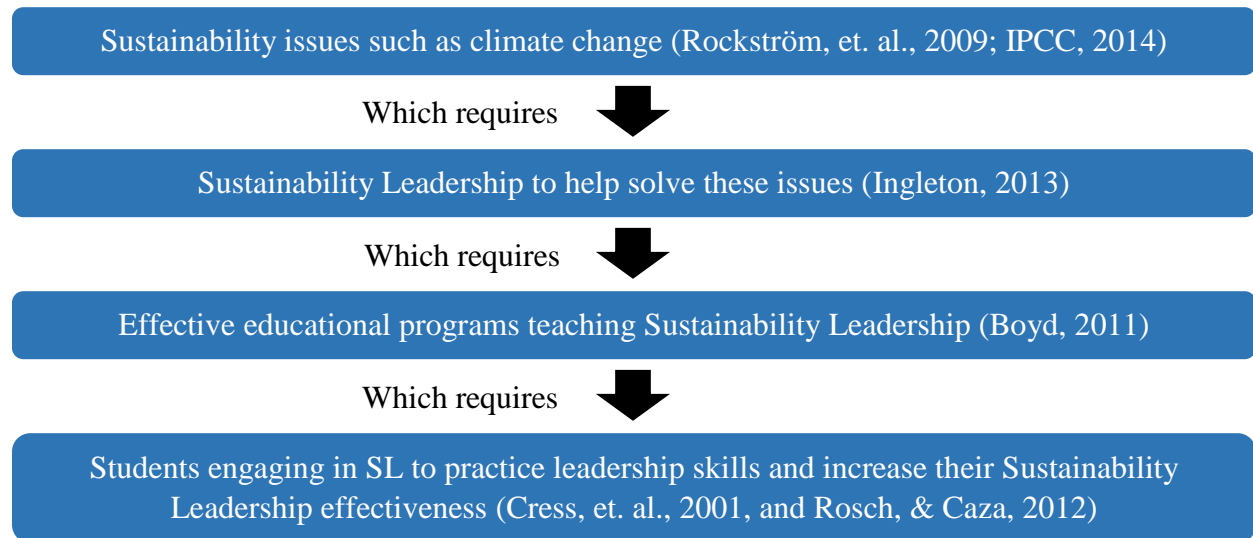 Sustainability issues such as climate change (Rockström, et. al., 2009; IPCC, 2014)
Which requires
Sustainability Leadership to help solve these issues (Ingleton, 2013)
Which requires
Effective educational programs teaching Sustainability Leadership (Boyd, 2011)
Which requires
Students engaging in SL to practice leadership skills and increase their Sustainability
Leadership effectiveness (Cress, et. al., 2001, and Rosch, & Caza, 2012)